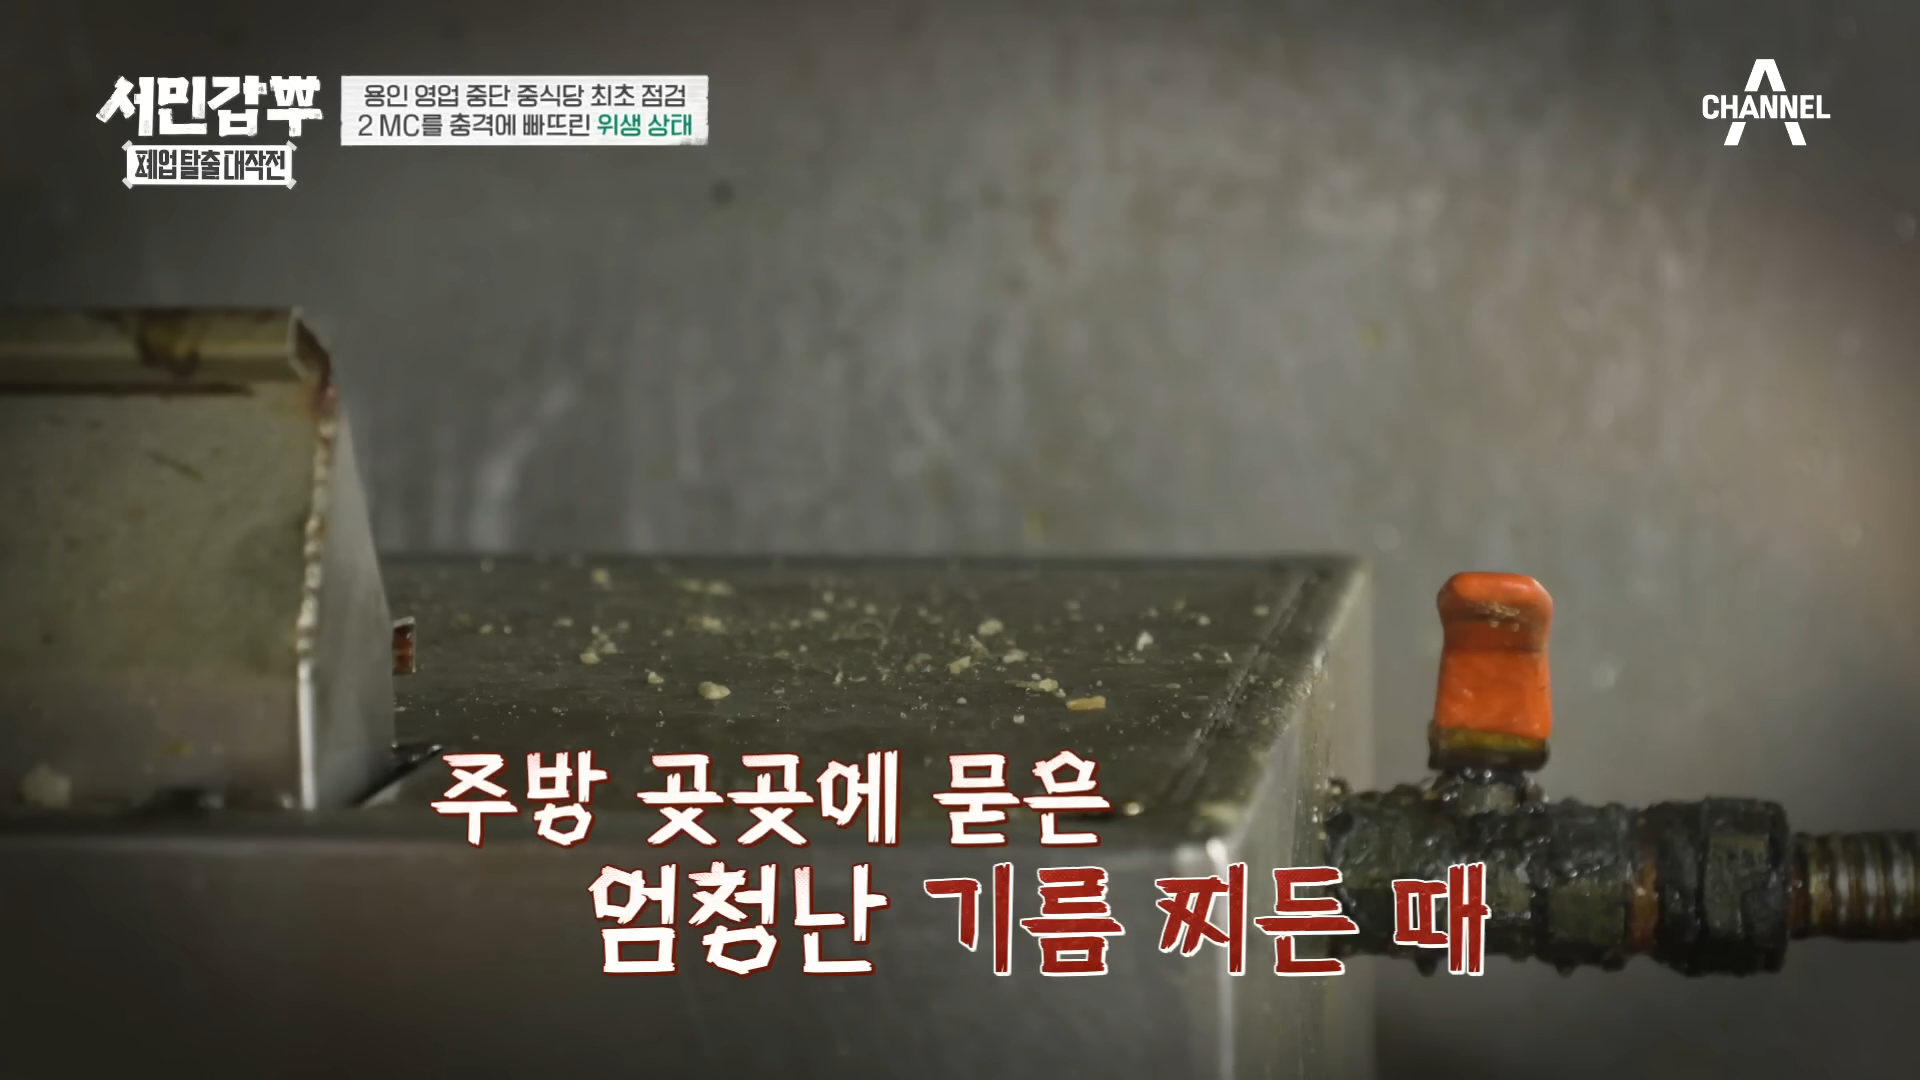 서민갑뿌
폐업 탈출 대작전
용인 영업 중단 중식당 최초 점검
2 MC를 충격에 빠뜨린 위생 상태
CHANNEL A
주방 곳곳에 묻은
엄청난 기름 찌든 때